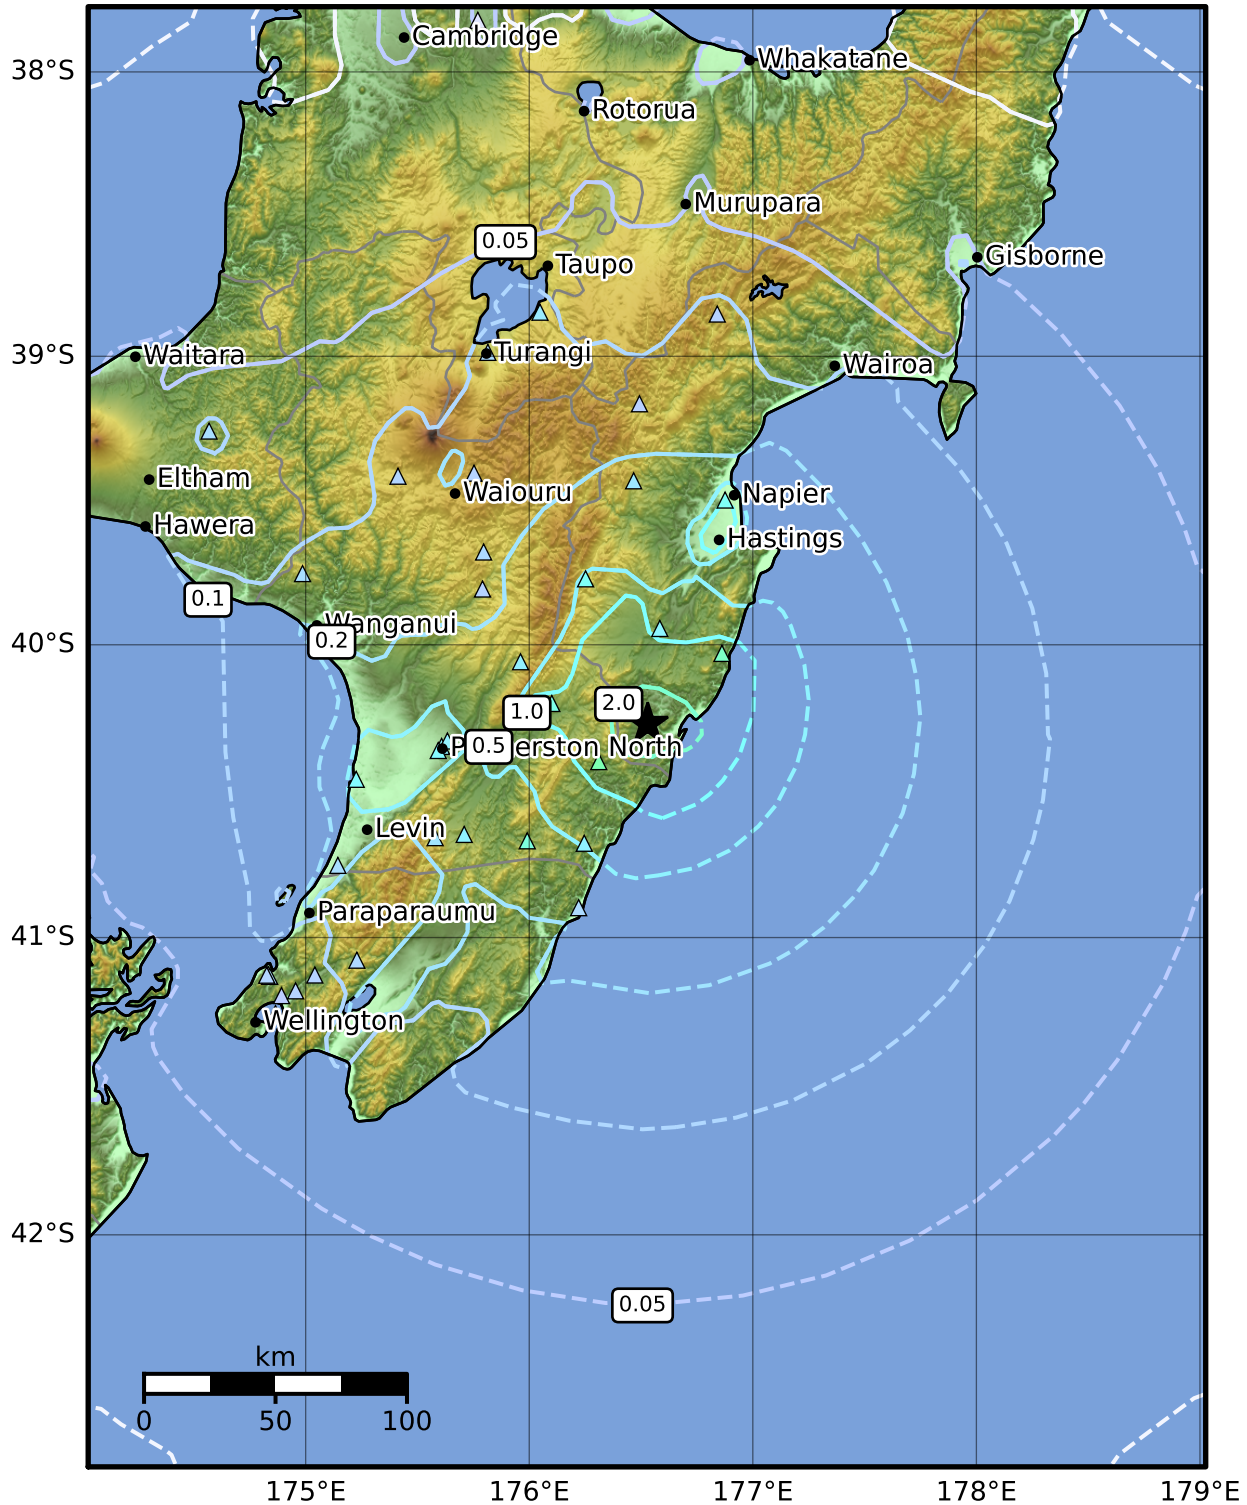 Cambridge
Whakatane
38°S
Rotorua
Murupara
0.05
Gisborne
Taupo
Turangi
39°S
Waitara
Wairoa
Eltham
Waiouru
Napier
Hawera
Hastings
0.1
Wanganui
0.2
40°S
2.0
1.0
0.5
P erston North
Levin
Paraparaumu
41°S
Wellington
42°S
0.05
km
0 50 100
175°E 176°E 177°E 178°E 179°E